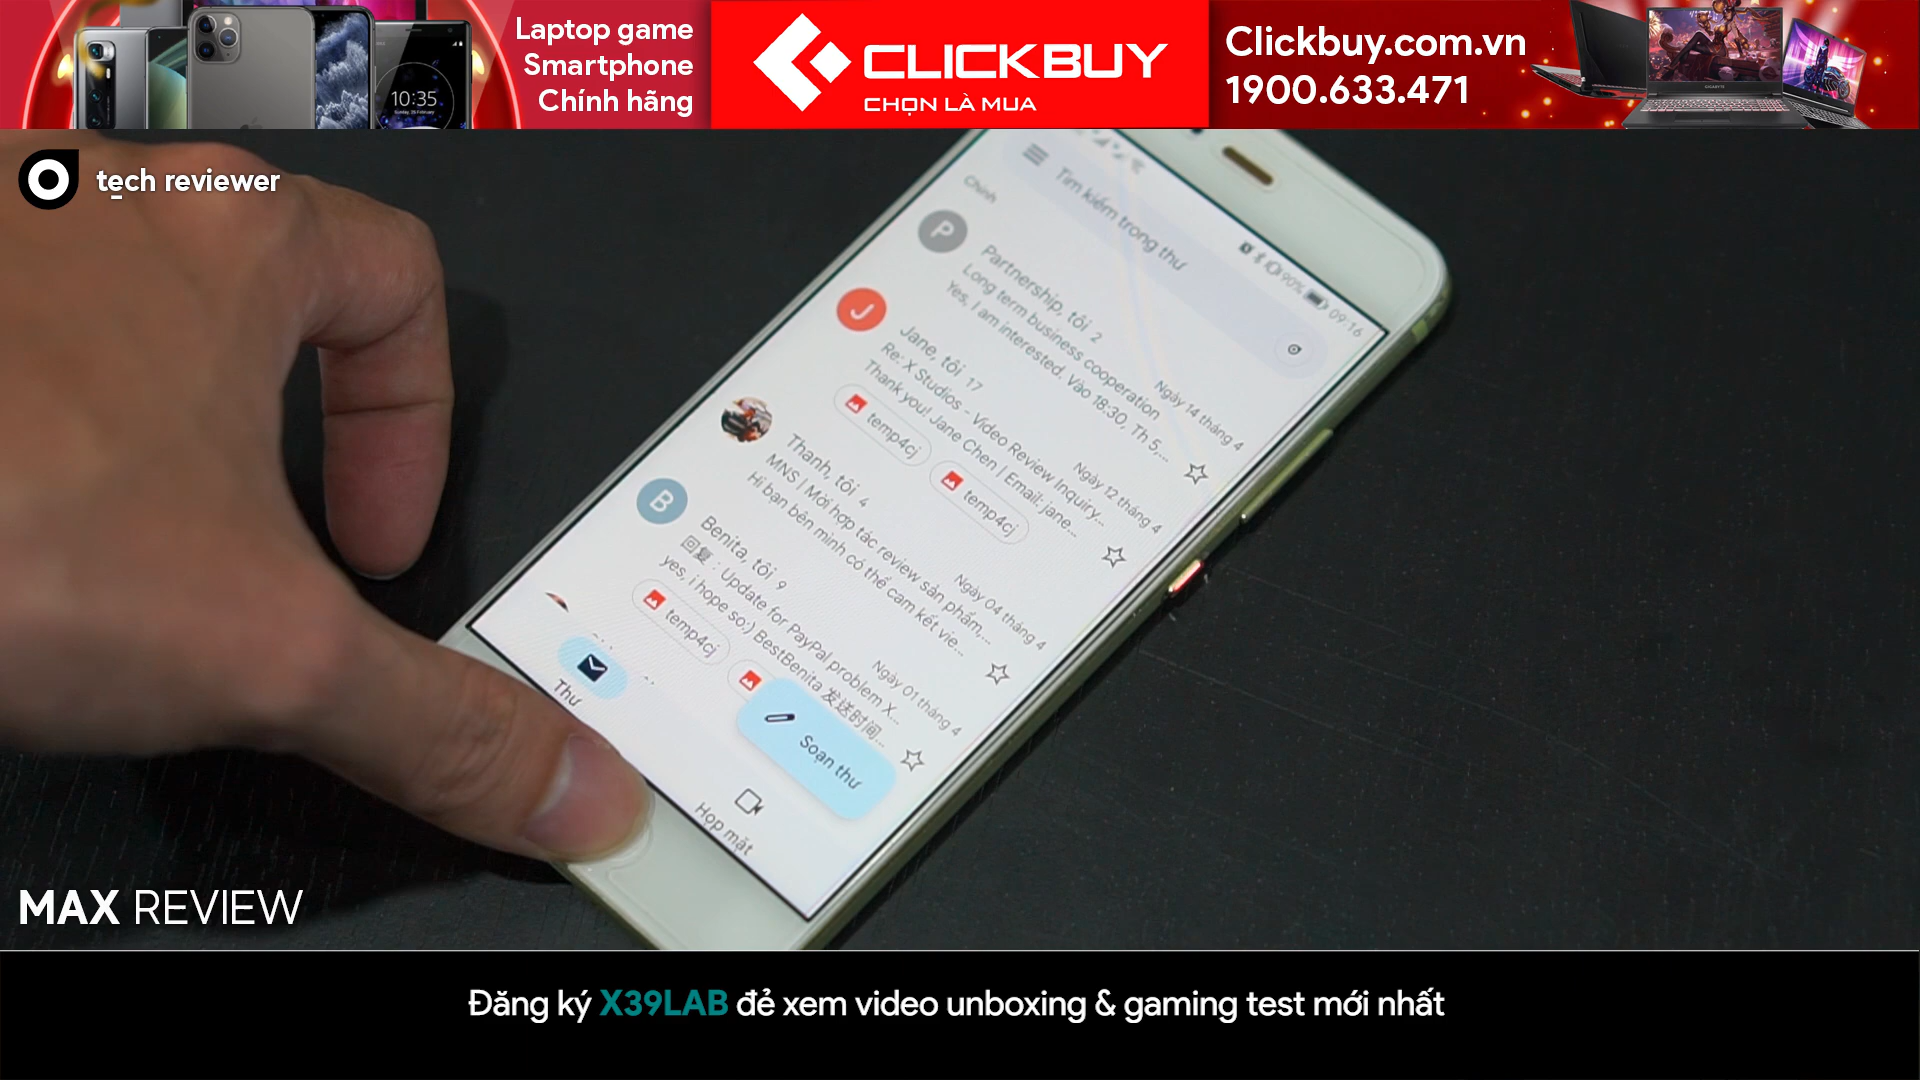 Laptop game
Smartphone
Chính hãng
10:35
CLICKBUY
CHỌN LÀ MUA
Clickbuy.com.vn
1900.633.471
tech reviewer
90% 09:16
Tìm kiếm trong thư
Chính
P
Partnership, tôi 2
Ngày 14 tháng 4
Long term business cooperation
Yes, I am interested. Vào 18:30, Th 5,...
J
Jane, tôi 17
Ngày 12 tháng 4
Re: X Studios - Video Review Inquiry...
Thank you! Jane Chen | Email: jane...
temp4cj
temp4cj
Thanh, tôi 4
Ngày 04 tháng 4
MNS | Mời hợp tác review sản phẩm,...
Hi bạn bên mình có thể cam kết vie...
B
Benita, tôi 9
Ngày 01 tháng 4
回复：Update for PayPal problem X...
yes, i hope so:) BestBenita 发送时间...
temp4cj
Soạn thư
Thư
Họp mặt
MAX REVIEW
Đăng ký X39LAB để xem video unboxing & gaming test mới nhất